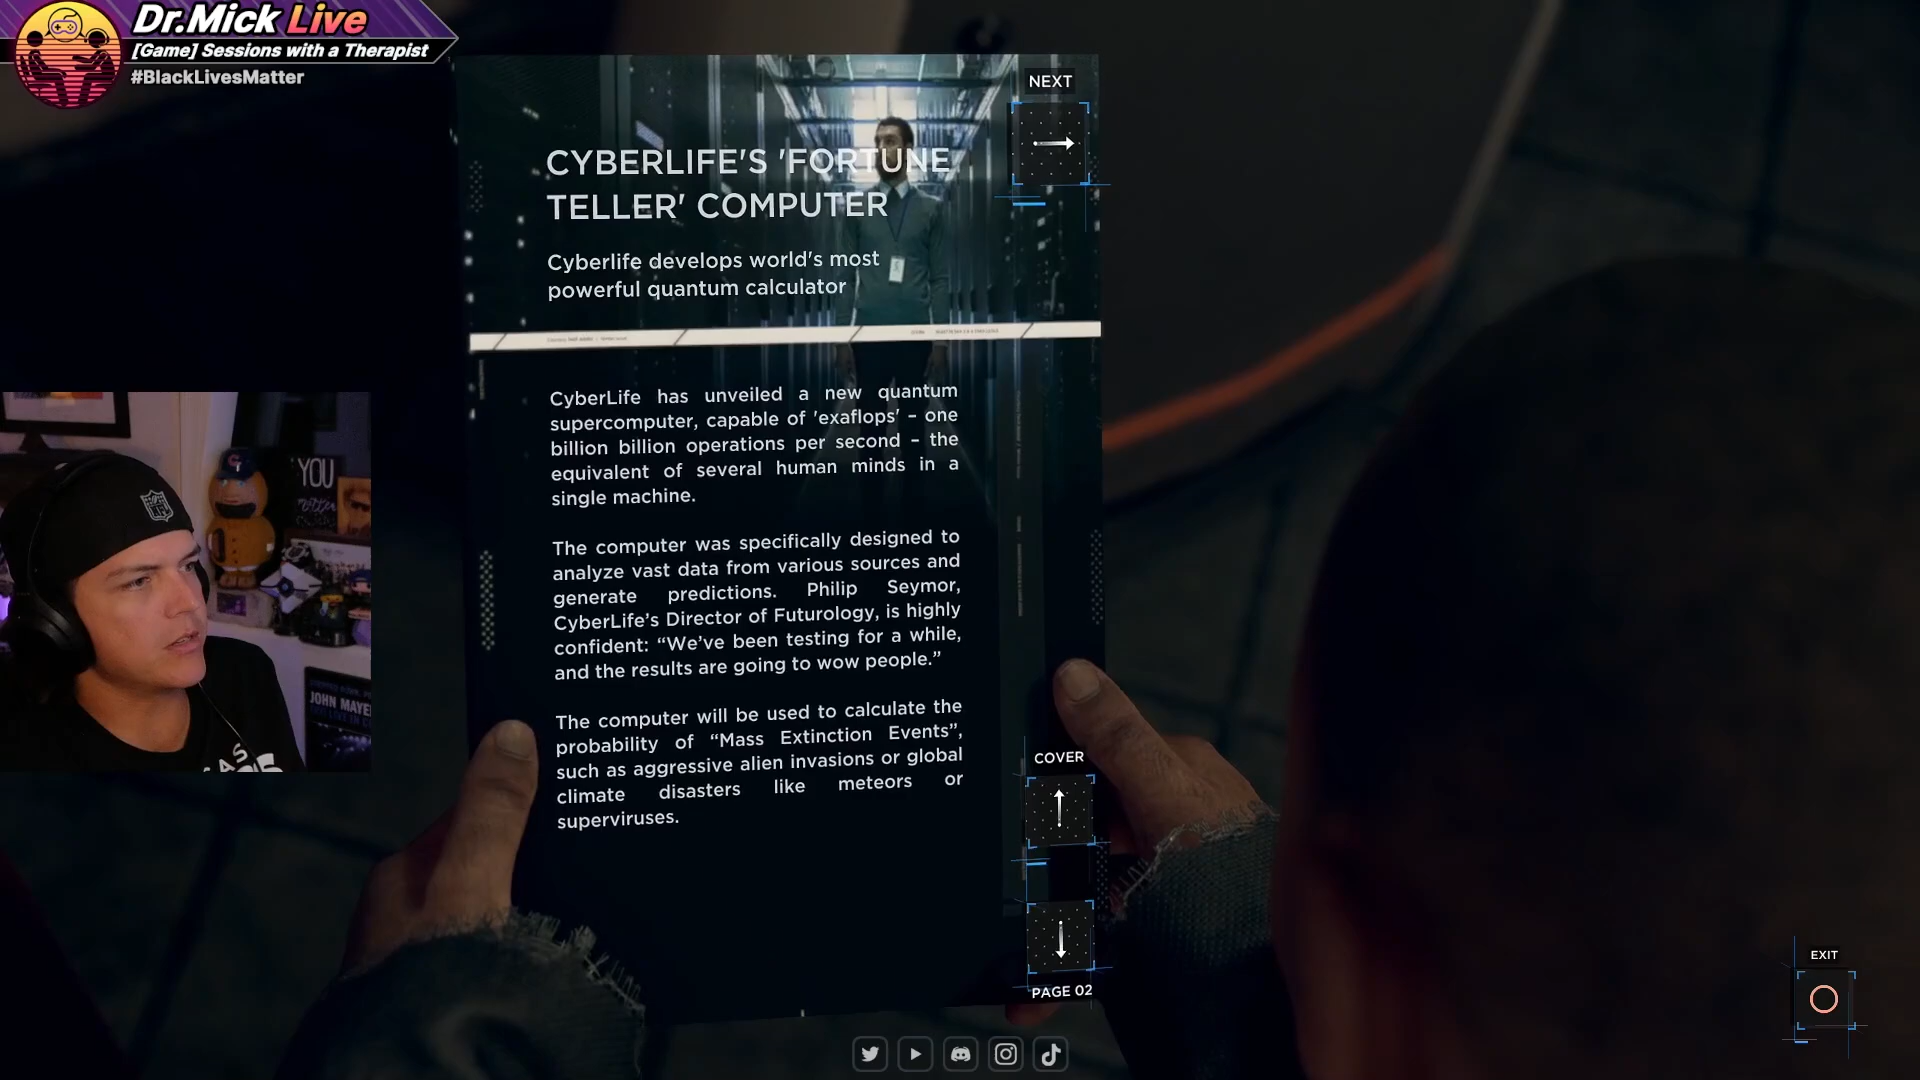 Dr.Mick Live
[Game] Sessions with a Therapist
#BlackLivesMatter
NEXT
CYBERLIFE'S 'FORTUNE
TELLER' COMPUTER
Cyberlife develops world's most
powerful quantum calculator
CyberLife has unveiled a new quantum
supercomputer, capable of 'exaflops' – one
billion billion operations per second – the
equivalent of several human minds in a
single machine.
The computer was specifically designed to
analyze vast data from various sources and
generate predictions. Philip Seymor,
CyberLife’s Director of Futurology, is highly
confident: “We’ve been testing for a while,
and the results are going to wow people.”
The computer will be used to calculate the
probability of “Mass Extinction Events”,
such as aggressive alien invasions or global
climate disasters like meteors or
superviruses.
COVER
PAGE 02
EXIT
YOU
JOHN MAYE